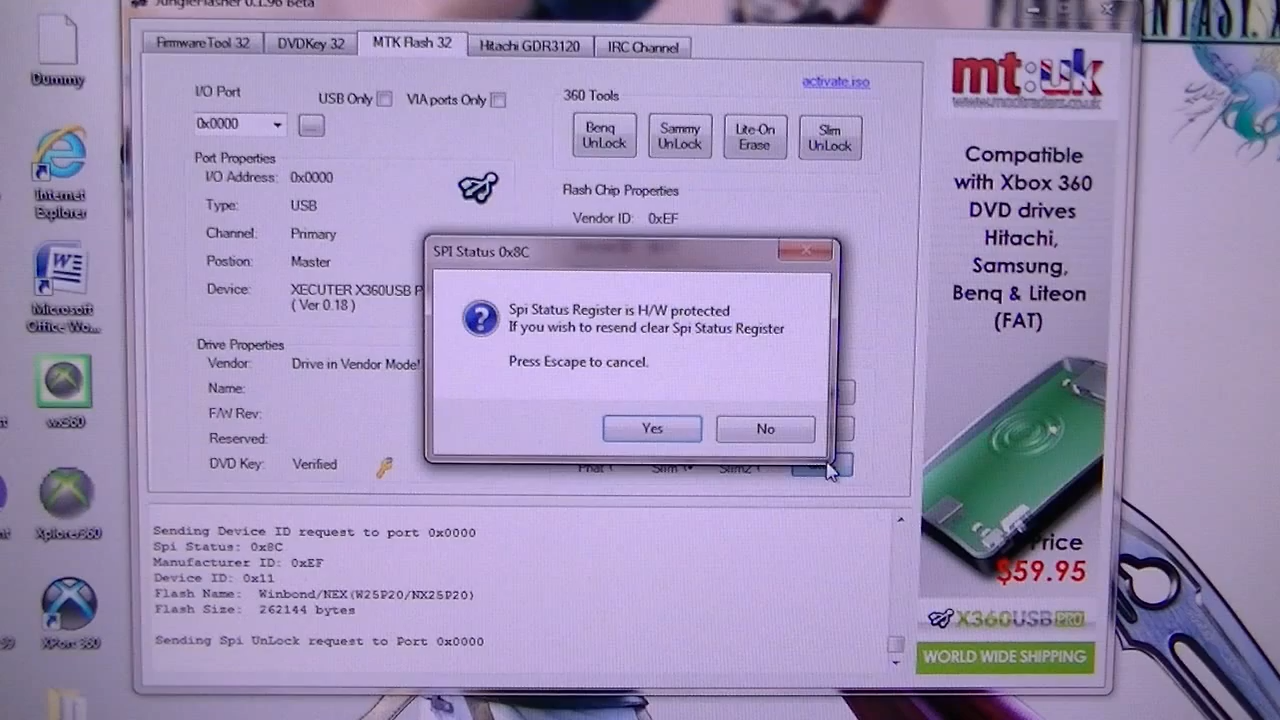 JungleFlasher 0.1.96 Beta
Dummy
Internet
Explorer
Microsoft
Office Wo...
wx360
Xplorer360
XPort 360
FirmwareTool 32
DVDKey 32
MTK Flash 32
Hitachi GDR3120
IRC Channel
I/O Port
USB Only
VIA ports Only
0x0000
...
Port Properties
I/O Address: 0x0000
Type: USB
Channel: Primary
Postion: Master
Device: XECUTER X360USB P
( Ver 0.18 )
Drive Properties
Vendor: Drive in Vendor Mode!
Name:
F/W Rev:
Reserved:
DVD Key: Verified
activate.iso
360 Tools
Benq
UnLock
Sammy
UnLock
Lite-On
Erase
Slim
UnLock
Flash Chip Properties
Vendor ID: 0xEF
SPI Status 0x8C
Spi Status Register is H/W protected
If you wish to resend clear Spi Status Register
Press Escape to cancel.
Yes
No
Phat
Slim
Slim2
Sending Device ID request to port 0x0000
Spi Status: 0x8C
Manufacturer ID: 0xEF
Device ID: 0x11
Flash Name: Winbond/NEX(W25P20/NX25P20)
Flash Size: 262144 bytes
Sending Spi UnLock request to Port 0x0000
mt:uk
www.modtraders.co.uk
Compatible
with Xbox 360
DVD drives
Hitachi,
Samsung,
Benq & Liteon
(FAT)
Price
$59.95
X360USB PRO
WORLD WIDE SHIPPING
NTASY